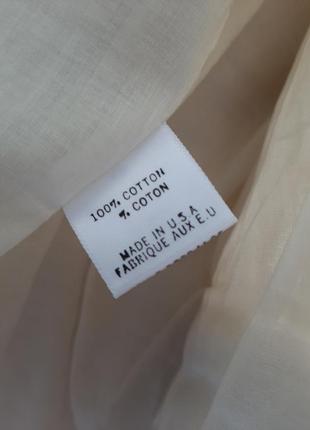 100% COTTON
% COTON
MADE IN U.S.A
FABRIQUE AUX E.U